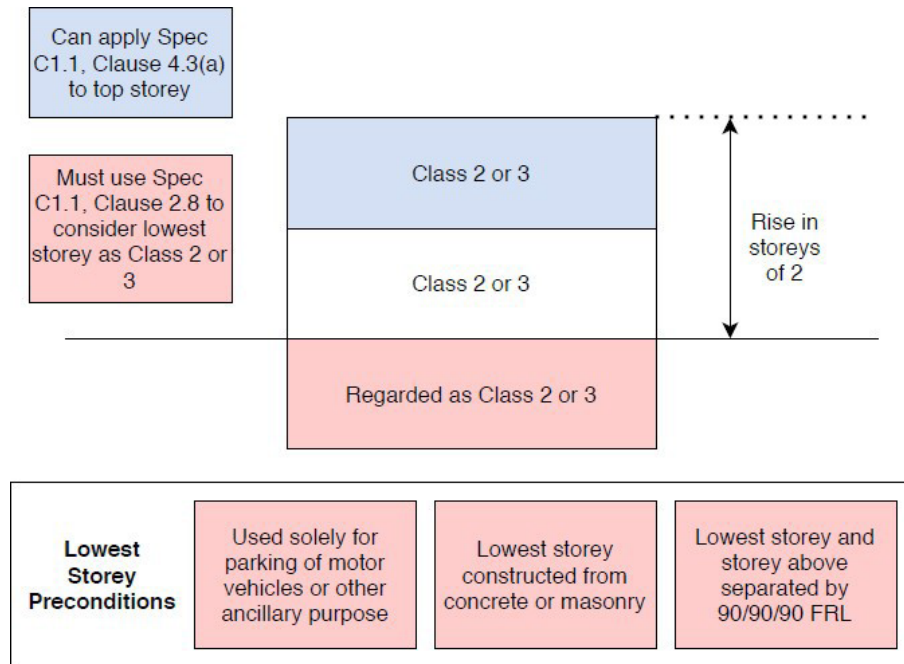 Can apply Spec
C1.1, Clause 4.3(a)
to top storey
Must use Spec
C1.1, Clause 2.8 to
consider lowest
storey as Class 2 or
3
Class 2 or 3
Class 2 or 3
Regarded as Class 2 or 3
Rise in
storeys
of 2
Lowest
Storey
Preconditions
Used solely for
parking of motor
vehicles or other
ancillary purpose
Lowest storey
constructed from
concrete or masonry
Lowest storey and
storey above
separated by
90/90/90 FRL